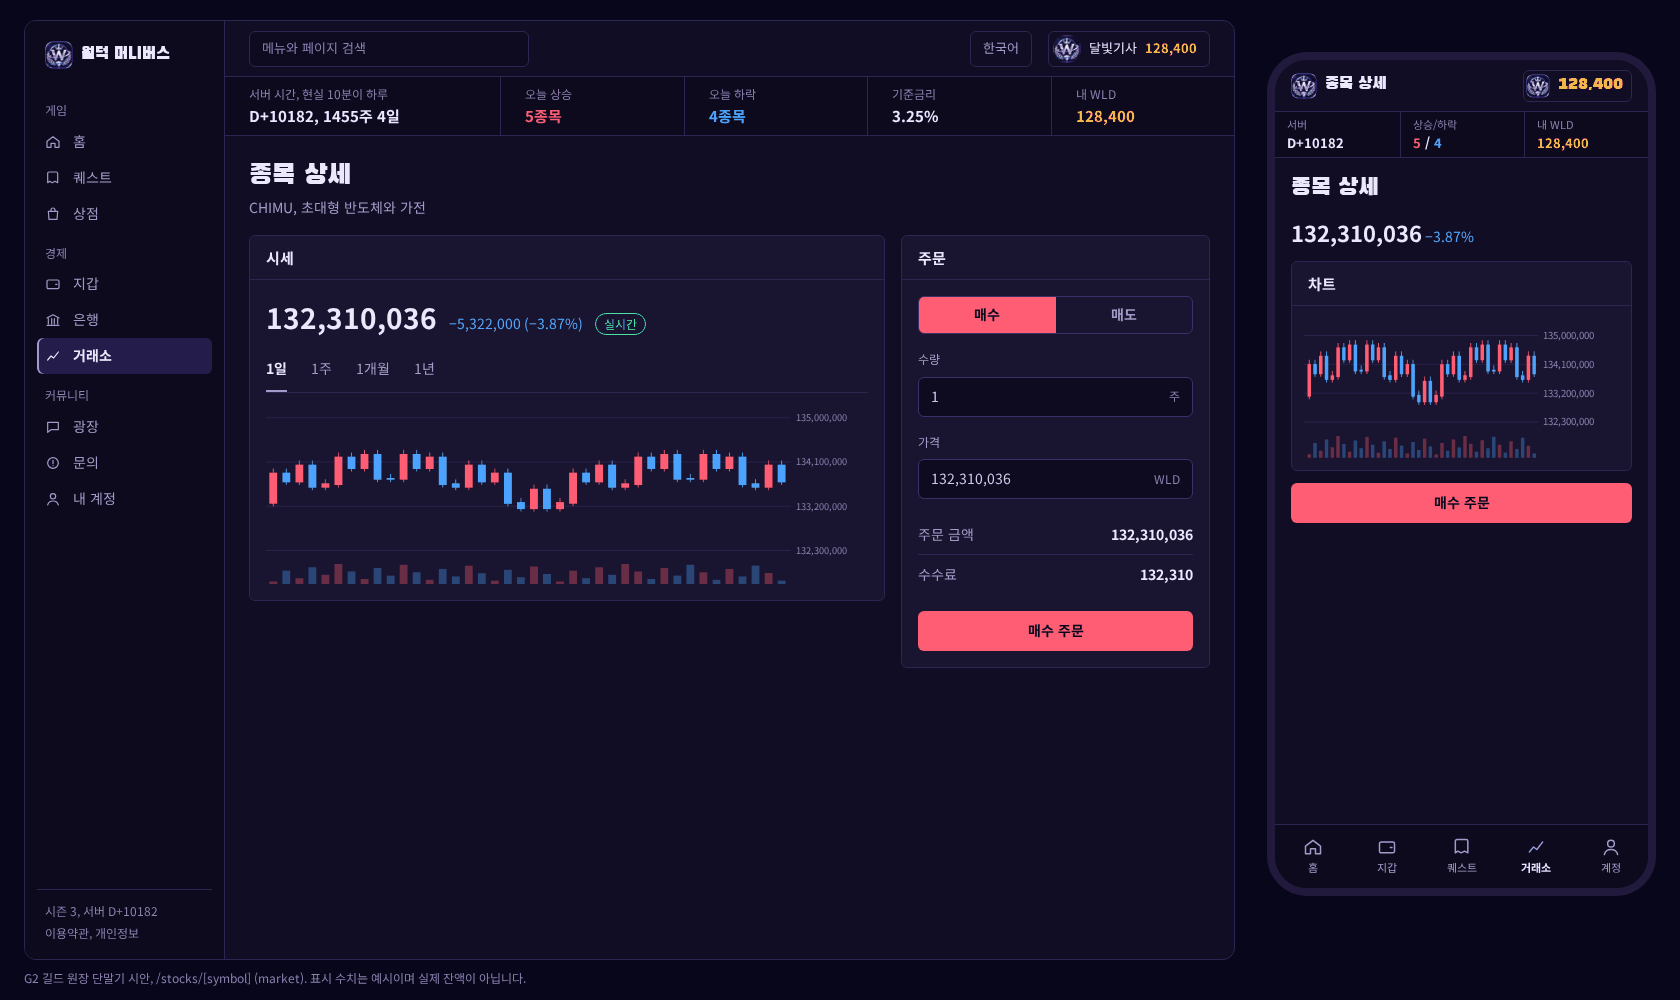 월덕 머니버스
게임
홈
퀘스트
상점
경제
지갑
은행
거래소
커뮤니티
광장
문의
내 계정
시즌 3, 서버 D+10182
이용약관, 개인정보
메뉴와 페이지 검색
한국어
달빛기사 128,400
서버 시간, 현실 10분이 하루
D+10182, 1455주 4일
오늘 상승
5종목
오늘 하락
4종목
기준금리
3.25%
내 WLD
128,400
종목 상세
CHIMU, 초대형 반도체와 가전
시세
132,310,036 −5,322,000 (−3.87%) 실시간
1일 1주 1개월 1년
135,000,000
134,100,000
133,200,000
132,300,000
주문
매수 매도
수량
1 주
가격
132,310,036 WLD
주문 금액 132,310,036
수수료 132,310
매수 주문
종목 상세 128,400
서버
D+10182
상승/하락
5 / 4
내 WLD
128,400
종목 상세
132,310,036 −3.87%
차트
135,000,000
134,100,000
133,200,000
132,300,000
매수 주문
홈 지갑 퀘스트 거래소 계정
G2 길드 원장 단말기 시안, /stocks/[symbol] (market). 표시 수치는 예시이며 실제 잔액이 아닙니다.